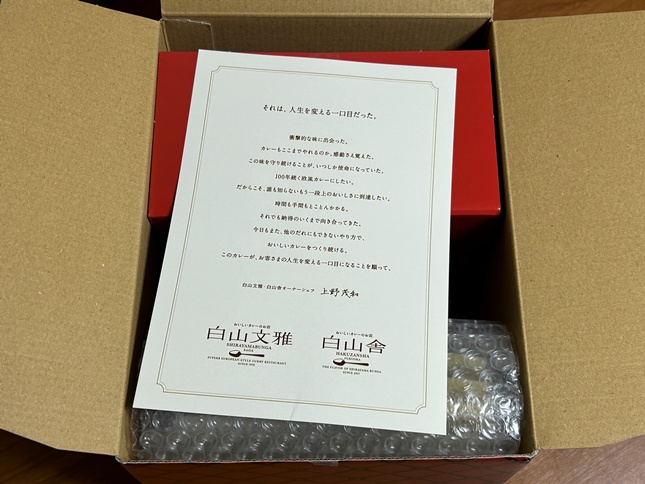 それは、人生を変える一口目だった。
衝撃的な味に出会った。
カレーもここまでやれるのか。感動さえ覚えた。
この味を守り続けることが、いつしか使命になっていた。
100年続く欧風カレーにしたい。
だからこそ、誰も知らないもう一段上のおいしさに到達したい。
時間も手間もとことんかかる。
それでも納得のいくまで向き合ってきた。
今日もまた、他のだれにもできないやり方で、
おいしいカレーをつくり続ける。
このカレーが、お客さまの人生を変える一口目になることを願って。
白山文雅・白山舎オーナーシェフ 上野茂和
おいしいカレーのお店
白山文雅
SHIRAYAMABUNGA
SUPERB EUROPEAN-STYLE CURRY RESTAURANT
おいしいカレーのお店
白山舎
HAKUZANSHA
THE FLAVOR OF SHIRAYAMA BUNGA